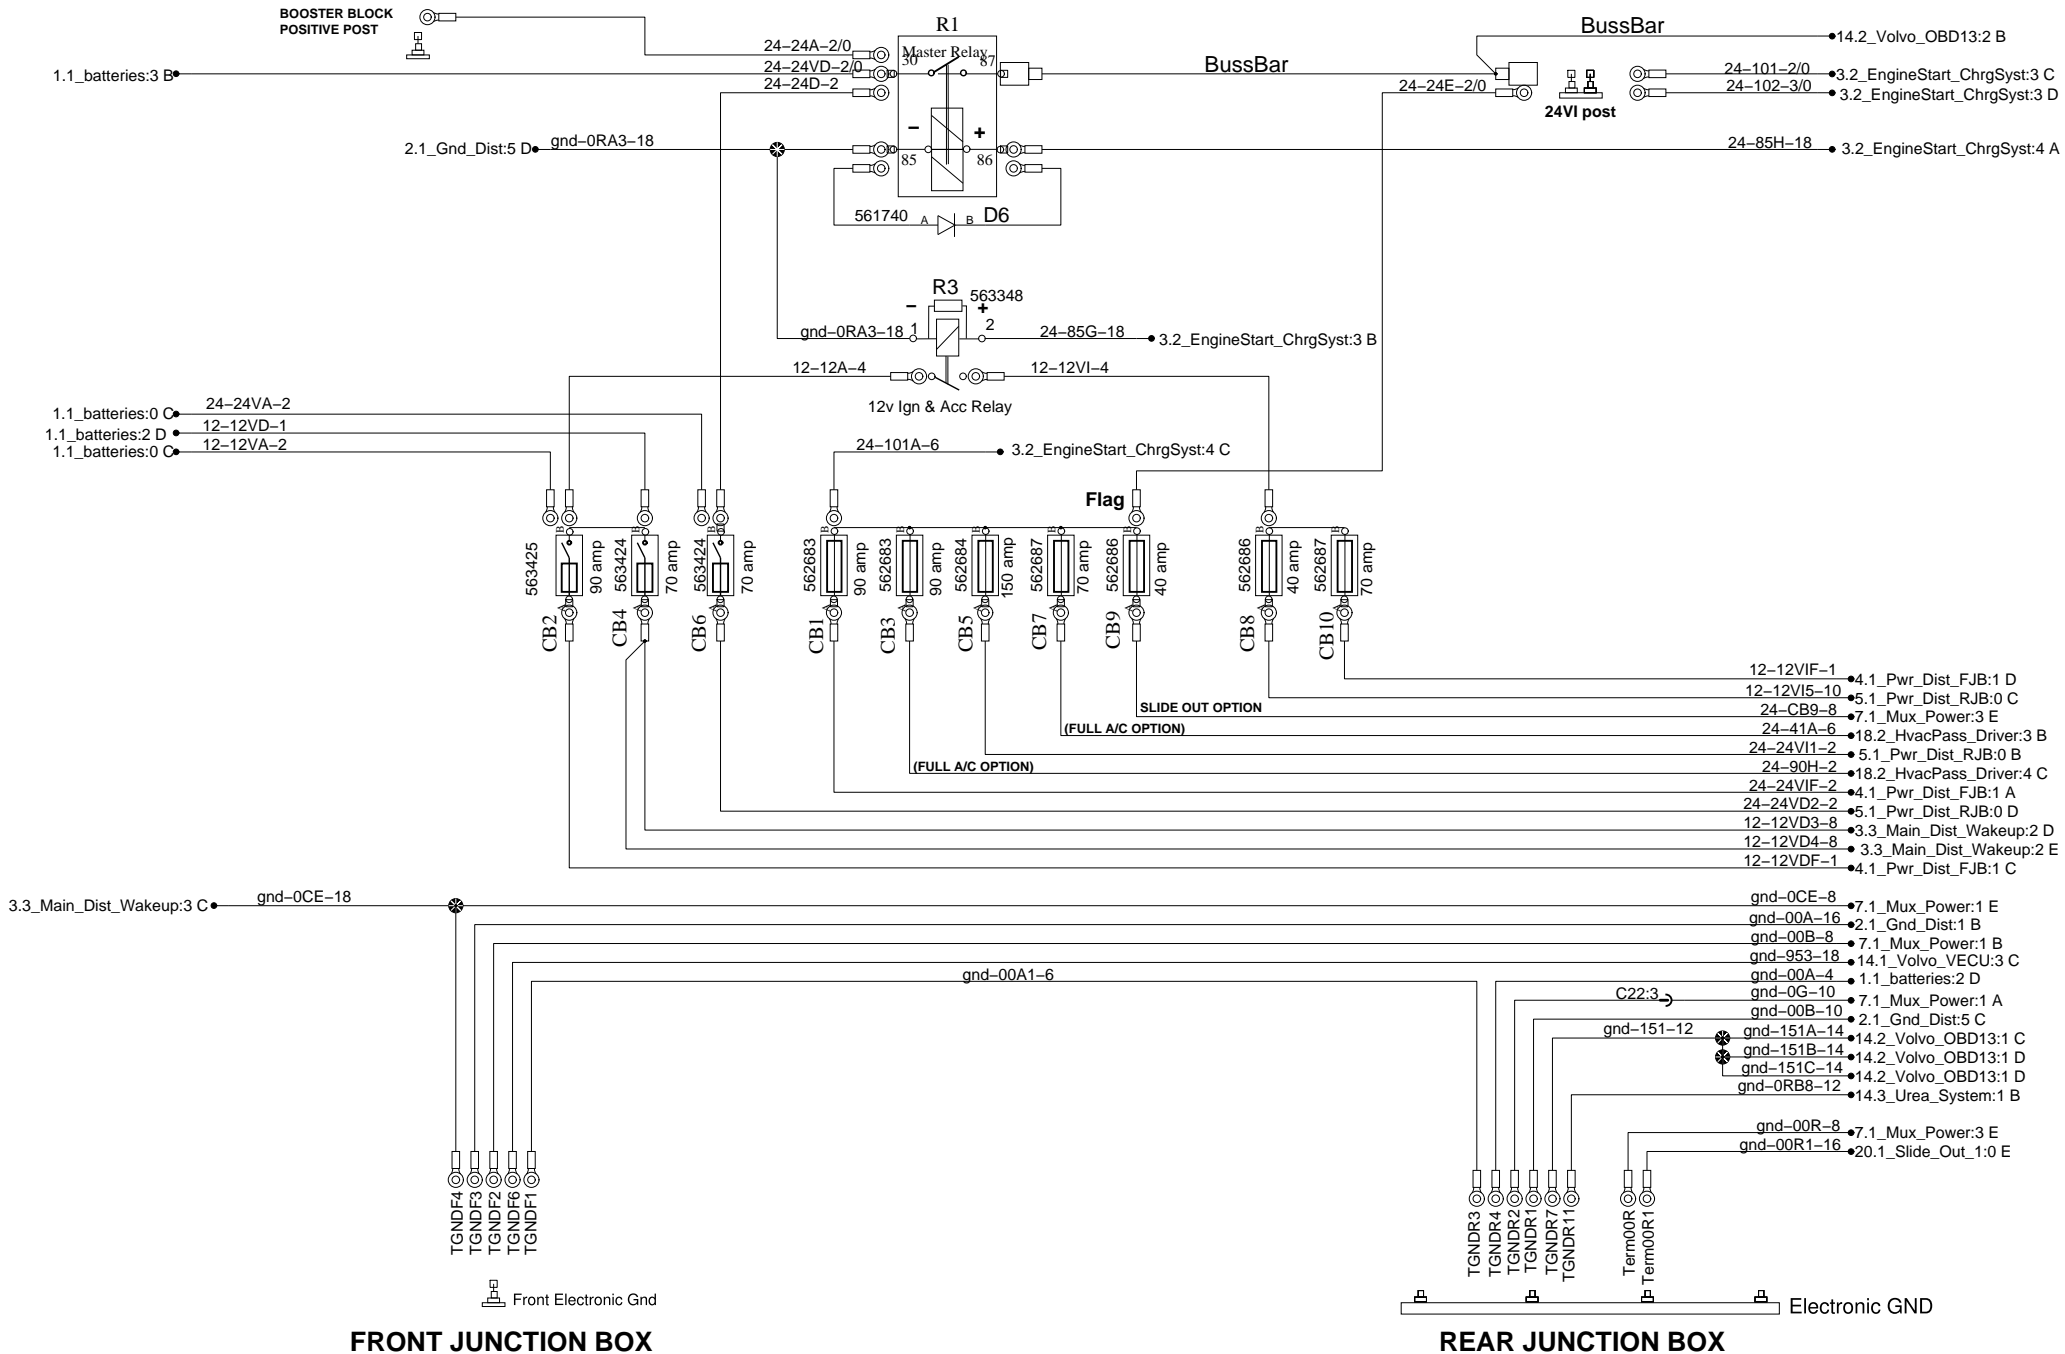 BOOSTER BLOCK
POSITIVE POST
R1
Master Relay
30
87
24-24A-2/0
24-24VD-2/0
24-24D-2
1.1_batteries:3 B
BussBar
BussBar
14.2_Volvo_OBD13:2 B
24-101-2/0
3.2_EngineStart_ChrgSyst:3 C
24-24E-2/0
24-102-3/0
3.2_EngineStart_ChrgSyst:3 D
24VI post
- +
2.1_Gnd_Dist:5 D
gnd-0RA3-18
85
86
24-85H-18
3.2_EngineStart_ChrgSyst:4 A
561740
A
B
D6
R3
563348
- +
gnd-0RA3-18
1
2
24-85G-18
3.2_EngineStart_ChrgSyst:3 B
12-12A-4
12-12VI-4
12v Ign & Acc Relay
1.1_batteries:0 C
24-24VA-2
1.1_batteries:2 D
12-12VD-1
1.1_batteries:0 C
12-12VA-2
24-101A-6
3.2_EngineStart_ChrgSyst:4 C
Flag
B
563425
90 amp
CB2
B
563424
70 amp
CB4
B
563424
70 amp
CB6
B
562683
90 amp
CB1
B
562683
90 amp
CB3
B
562684
150 amp
CB5
B
562687
70 amp
CB7
B
562686
40 amp
CB9
B
562686
40 amp
CB8
B
562687
70 amp
CB10
12-12VIF-1
4.1_Pwr_Dist_FJB:1 D
12-12VI5-10
5.1_Pwr_Dist_RJB:0 C
SLIDE OUT OPTION
24-CB9-8
7.1_Mux_Power:3 E
(FULL A/C OPTION)
24-41A-6
18.2_HvacPass_Driver:3 B
24-24VI1-2
5.1_Pwr_Dist_RJB:0 B
(FULL A/C OPTION)
24-90H-2
18.2_HvacPass_Driver:4 C
24-24VIF-2
4.1_Pwr_Dist_FJB:1 A
24-24VD2-2
5.1_Pwr_Dist_RJB:0 D
12-12VD3-8
3.3_Main_Dist_Wakeup:2 D
12-12VD4-8
3.3_Main_Dist_Wakeup:2 E
12-12VDF-1
4.1_Pwr_Dist_FJB:1 C
3.3_Main_Dist_Wakeup:3 C
gnd-0CE-18
gnd-0CE-8
7.1_Mux_Power:1 E
gnd-00A-16
2.1_Gnd_Dist:1 B
gnd-00B-8
7.1_Mux_Power:1 B
gnd-953-18
14.1_Volvo_VECU:3 C
gnd-00A1-6
gnd-00A-4
1.1_batteries:2 D
C22:3
gnd-0G-10
7.1_Mux_Power:1 A
gnd-00B-10
2.1_Gnd_Dist:5 C
gnd-151-12
gnd-151A-14
14.2_Volvo_OBD13:1 C
gnd-151B-14
14.2_Volvo_OBD13:1 D
gnd-151C-14
14.2_Volvo_OBD13:1 D
gnd-0RB8-12
14.3_Urea_System:1 B
gnd-00R-8
7.1_Mux_Power:3 E
gnd-00R1-16
20.1_Slide_Out_1:0 E
TGNDF4
TGNDF3
TGNDF2
TGNDF6
TGNDF1
TGNDR3
TGNDR4
TGNDR2
TGNDR1
TGNDR7
TGNDR11
Term00R
Term00R1
Front Electronic Gnd
Electronic GND
FRONT JUNCTION BOX
REAR JUNCTION BOX